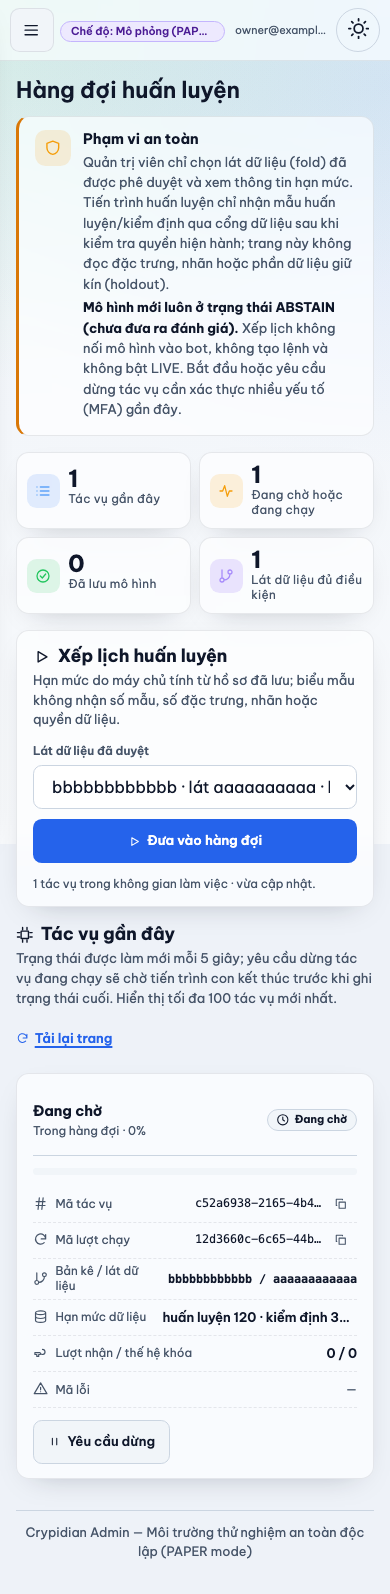 Chế độ: Mô phỏng (PAP...
owner@exampl...
Hàng đợi huấn luyện
Phạm vi an toàn
Quản trị viên chỉ chọn lát dữ liệu (fold) đã
được phê duyệt và xem thông tin hạn mức.
Tiến trình huấn luyện chỉ nhận mẫu huấn
luyện/kiểm định qua cổng dữ liệu sau khi
kiểm tra quyền hiện hành; trang này không
đọc đặc trưng, nhãn hoặc phần dữ liệu giữ
kín (holdout).
Mô hình mới luôn ở trạng thái ABSTAIN
(chưa đưa ra đánh giá). Xếp lịch không
nối mô hình vào bot, không tạo lệnh và
không bật LIVE. Bắt đầu hoặc yêu cầu
dừng tác vụ cần xác thực nhiều yếu tố
(MFA) gần đây.
1
Tác vụ gần đây
1
Đang chờ hoặc
đang chạy
0
Đã lưu mô hình
1
Lát dữ liệu đủ điều
kiện
Xếp lịch huấn luyện
Hạn mức do máy chủ tính từ hồ sơ đã lưu; biểu mẫu
không nhận số mẫu, số đặc trưng, nhãn hoặc
quyền dữ liệu.
Lát dữ liệu đã duyệt
bbbbbbbbbbbb · lát aaaaaaaaaa · l
Đưa vào hàng đợi
1 tác vụ trong không gian làm việc · vừa cập nhật.
Tác vụ gần đây
Trạng thái được làm mới mỗi 5 giây; yêu cầu dừng tác
vụ đang chạy sẽ chờ tiến trình con kết thúc trước khi ghi
trạng thái cuối. Hiển thị tối đa 100 tác vụ mới nhất.
Tải lại trang
Đang chờ
Trong hàng đợi · 0%
Đang chờ
Mã tác vụ
c52a6938-2165-4b4...
Mã lượt chạy
12d3660c-6c65-44b...
Bản kê / lát dữ
liệu
bbbbbbbbbbbb / aaaaaaaaaaaa
Hạn mức dữ liệu
huấn luyện 120 · kiểm định 3...
Lượt nhận / thế hệ khóa
0 / 0
Mã lỗi
—
Yêu cầu dừng
Crypidian Admin — Môi trường thử nghiệm an toàn độc
lập (PAPER mode)